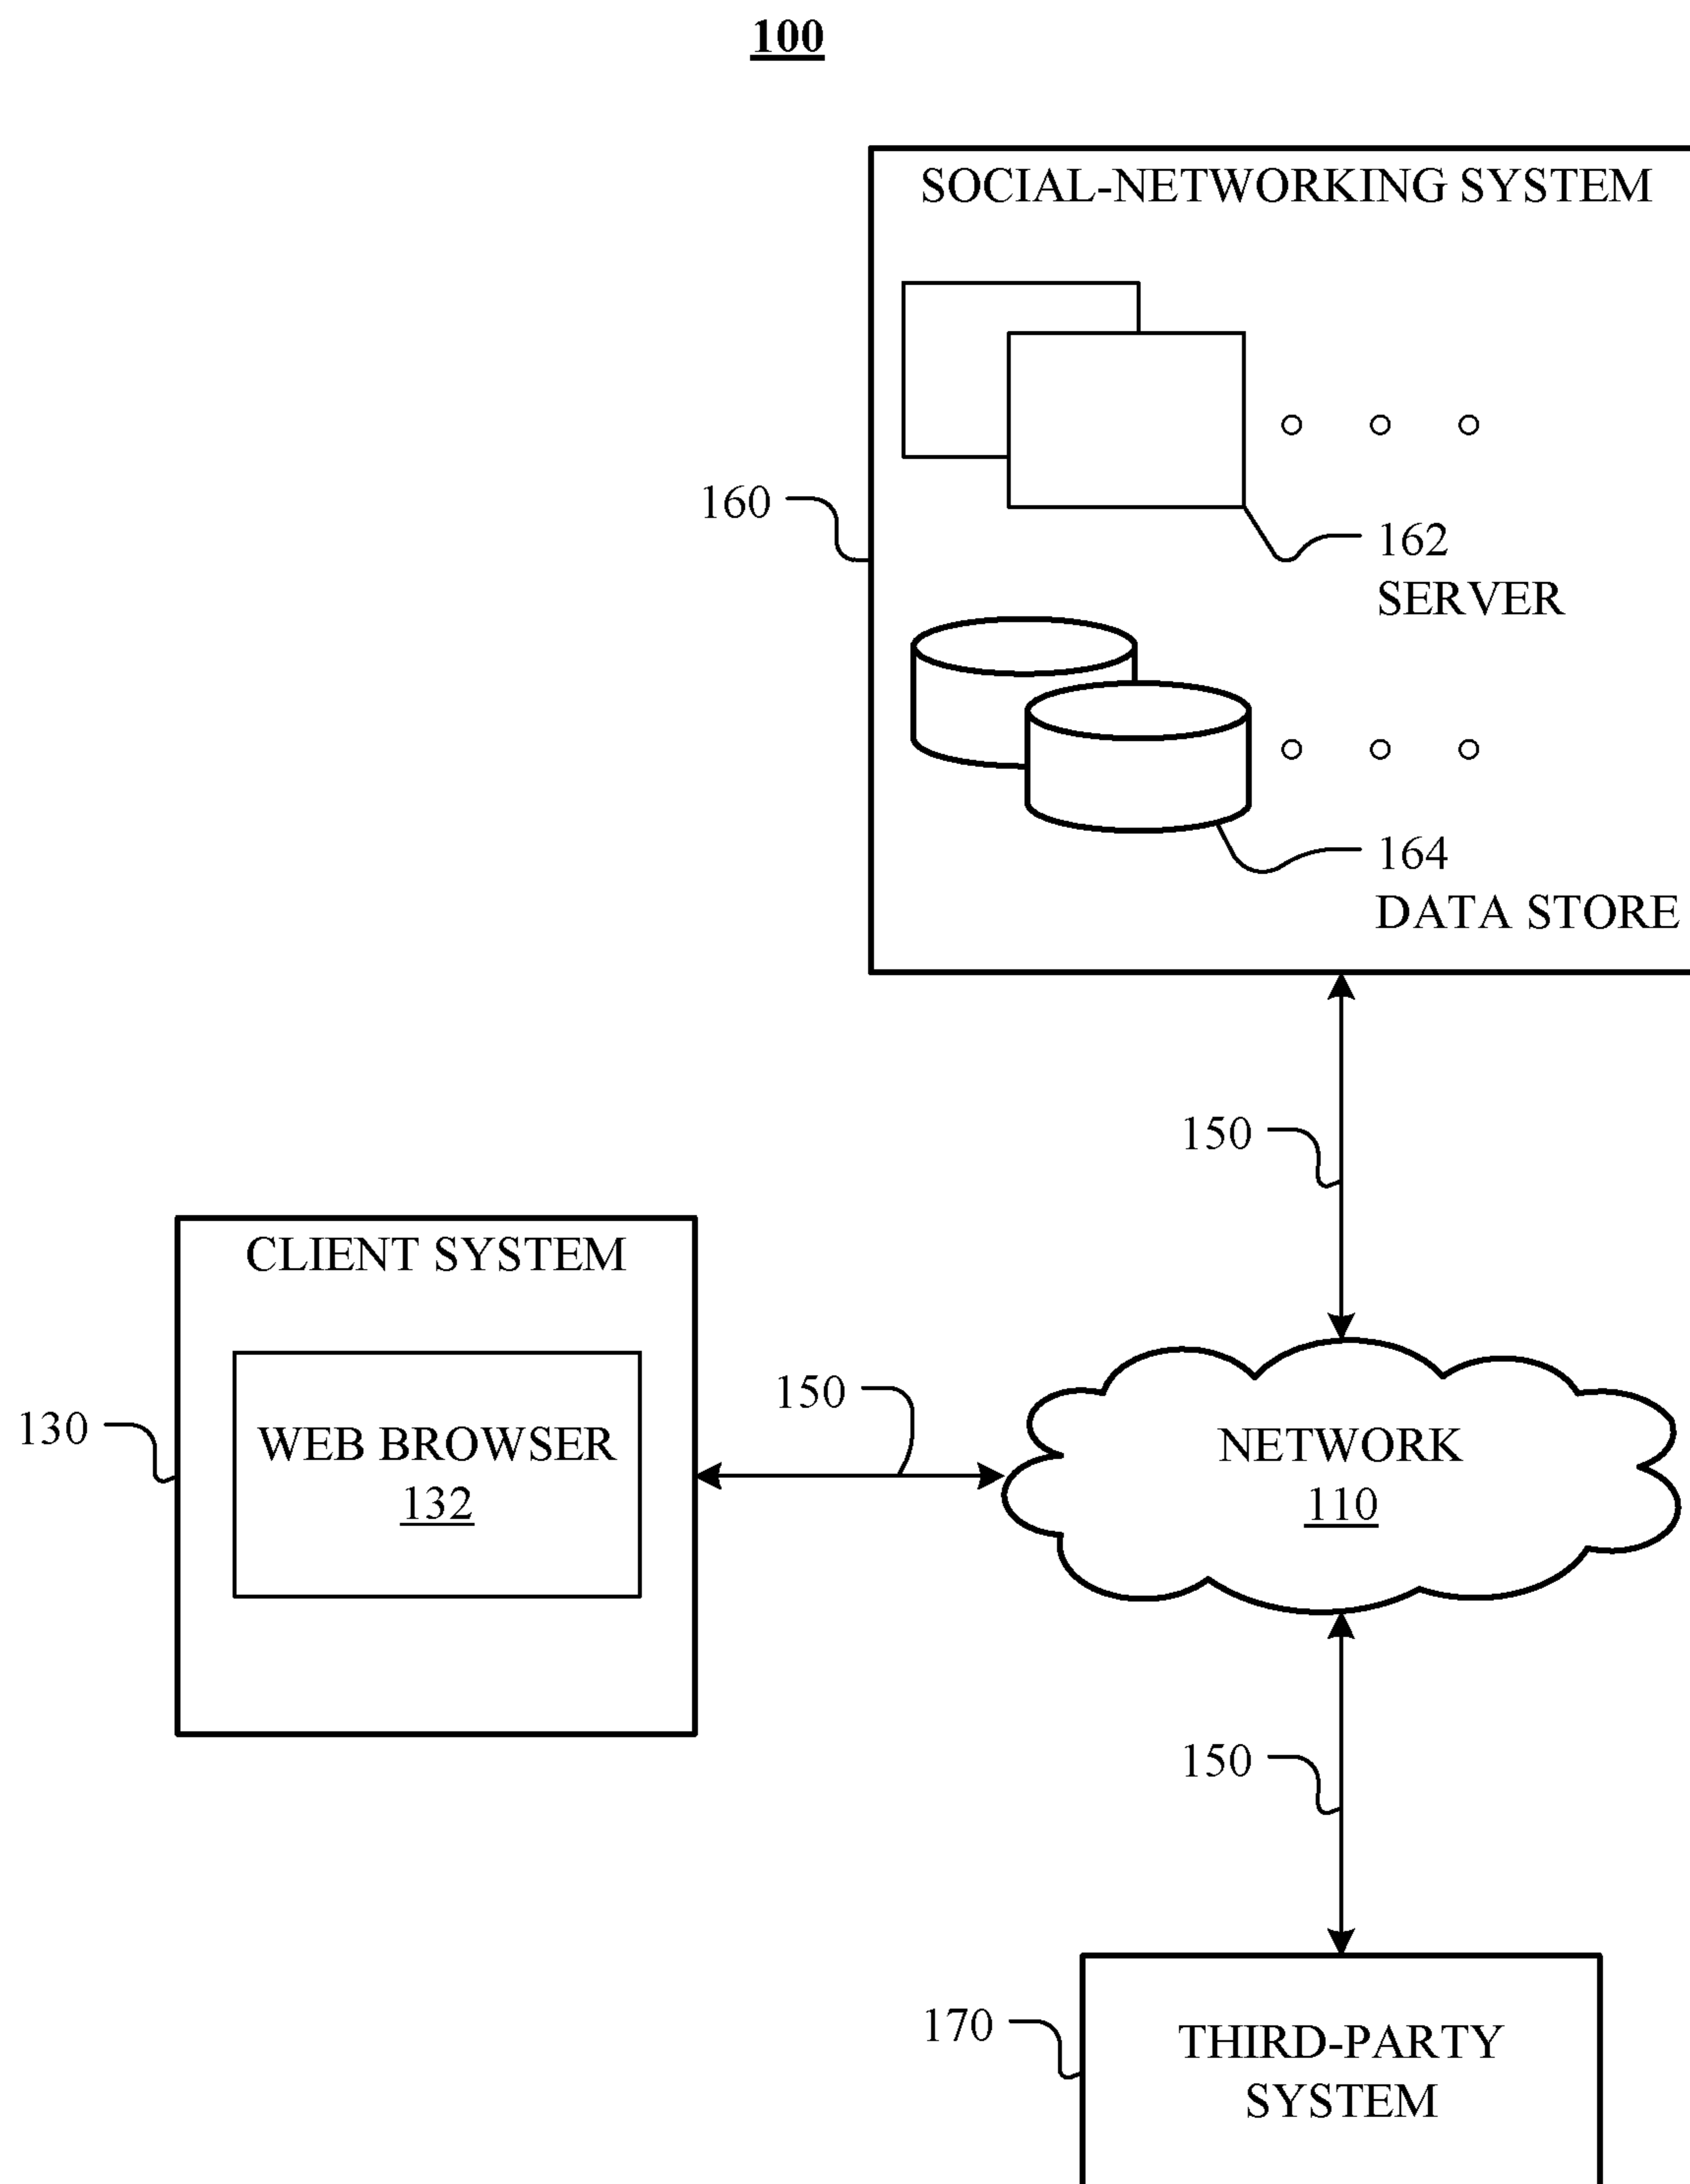 100
SOCIAL-NETWORKING SYSTEM
160
162
SERVER
164
DATA STORE
150
CLIENT SYSTEM
130
WEB BROWSER
132
150
NETWORK
110
150
170
THIRD-PARTY
SYSTEM